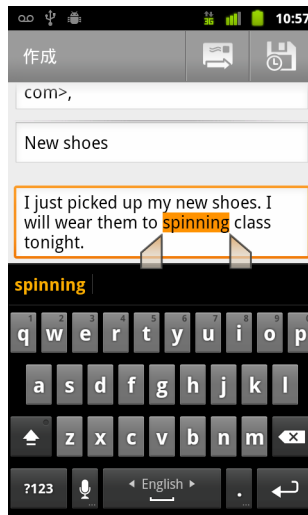 3G 10:57
作成
com>,
New shoes
I just picked up my new shoes. I
will wear them to spinning class
tonight.
spinning
1 2 3 4 5 6 7 8 9
q w e r t y u i o p
a s d f g h j k l
z x c v b n m
?123 English . ...